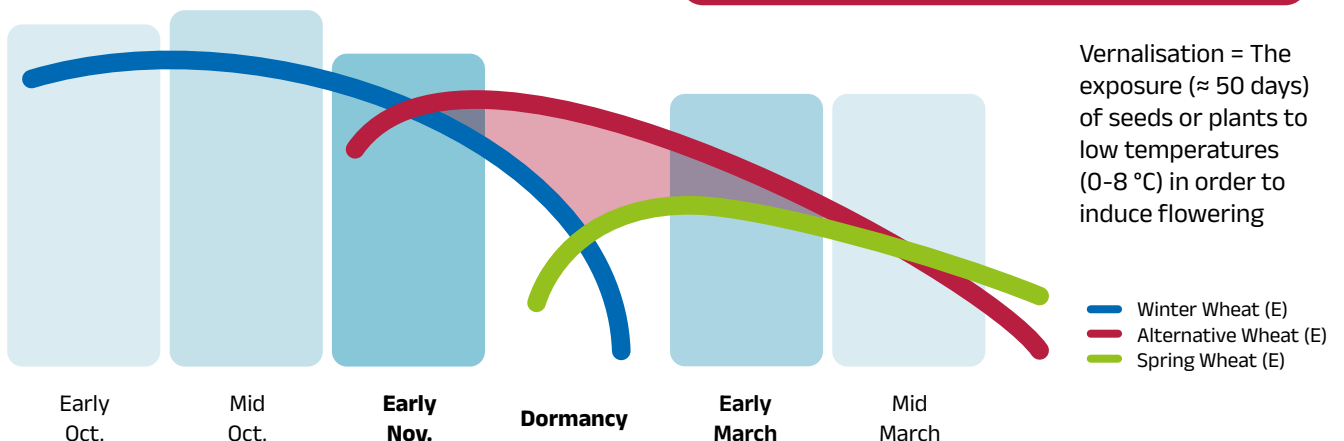 Vernalisation = The
exposure (≈ 50 days)
of seeds or plants to
low temperatures
(0-8 °C) in order to
induce flowering
Winter Wheat (E)
Alternative Wheat (E)
Spring Wheat (E)
Early
Oct.
Mid
Oct.
Early
Nov.
Dormancy
Early
March
Mid
March